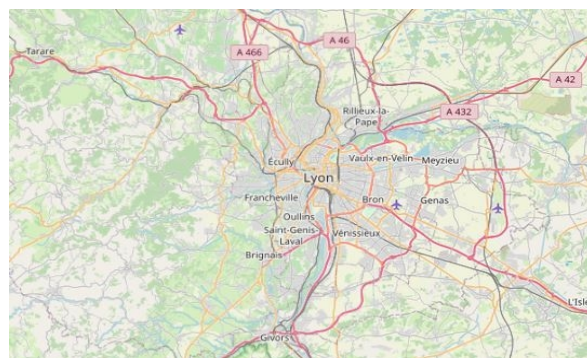 A 46
Tarare
A 466
A 42
Rillieux-la-
Pape
A 432
Écully
Vaulx-en-Velin
Meyzieu
Lyon
Francheville
Bron
Genas
Oullins
Saint-Genis-
Laval
Vénissieux
Brignais
L'Isle
Givors